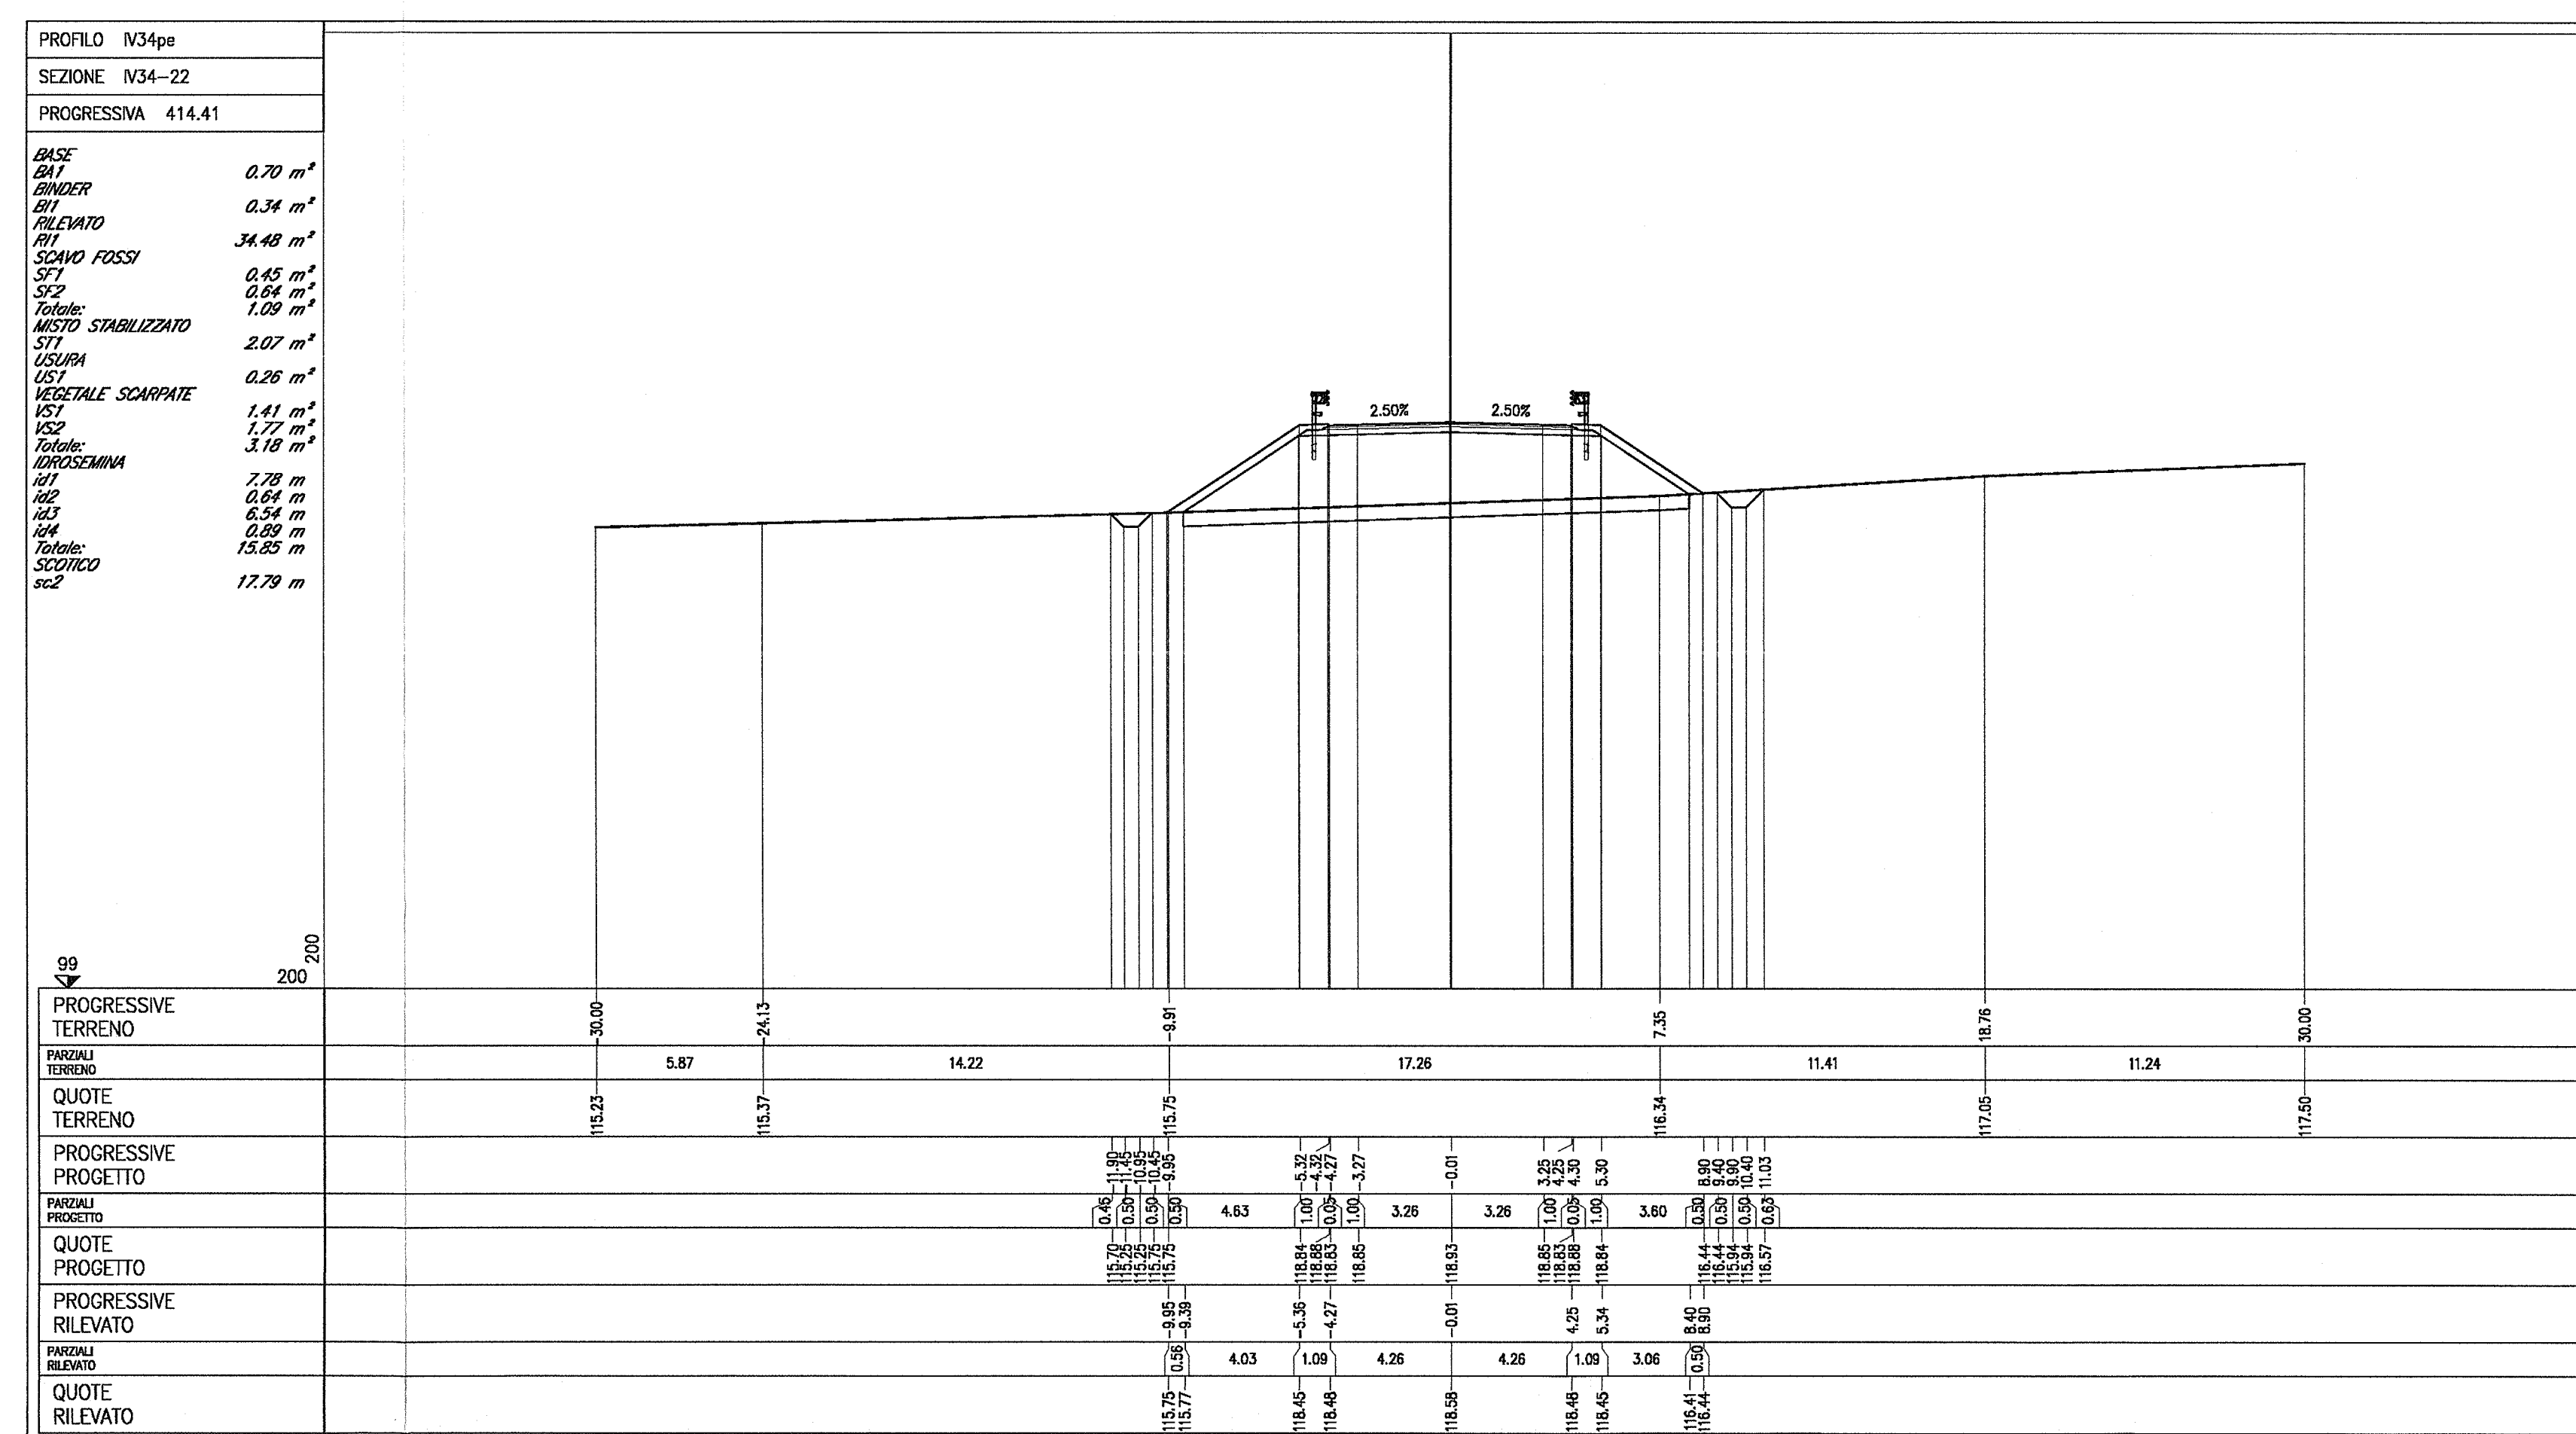 PROFILO IV34pe
SEZIONE IV34-22
PROGRESSIVA 414.41
BASE
BA1 0.70 m²
BINDER
BI1 0.34 m²
RILEVATO
RI1 34.48 m²
SCAVO FOSSI
SF1 0.45 m²
SF2 0.64 m²
Totale: 1.09 m²
MISTO STABILIZZATO
ST1 2.07 m²
USURA
US1 0.26 m²
VEGETALE SCARPATE
VS1 1.41 m²
VS2 1.77 m²
Totale: 3.18 m²
IDROSEMINA
id1 7.78 m
id2 0.64 m
id3 6.54 m
id4 0.89 m
Totale: 15.85 m
SCOTICO
sc2 17.79 m
2.50% 2.50%
99 200 200
PROGRESSIVE
TERRENO
-30.00 -24.13 -9.91 7.35 18.76 30.00
PARZIALI
TERRENO
5.87 14.22 17.26 11.41 11.24
QUOTE
TERRENO
115.23 115.37 115.75 116.34 117.05 117.50
PROGRESSIVE
PROGETTO
-11.90 -11.45 -10.95 -10.45 -9.95 -5.32 -4.32 -4.27 -3.27 -0.01 3.25 4.25 4.30 5.30 8.90 9.40 9.90 10.40 11.03
PARZIALI
PROGETTO
0.45 0.50 0.50 0.50 4.63 1.00 0.05 1.00 3.26 3.26 1.00 0.05 1.00 3.60 0.50 0.50 0.50 0.63
QUOTE
PROGETTO
115.70 115.25 115.25 115.75 115.75 118.84 118.88 118.83 118.85 118.93 118.85 118.83 118.88 118.84 116.44 116.44 115.94 115.94 116.57
PROGRESSIVE
RILEVATO
-9.95 -9.39 -5.36 -4.27 -0.01 4.25 5.34 8.40 8.90
PARZIALI
RILEVATO
0.56 4.03 1.09 4.26 4.26 1.09 3.06 0.50
QUOTE
RILEVATO
115.75 115.77 118.45 118.48 118.58 118.48 118.45 116.41 116.44